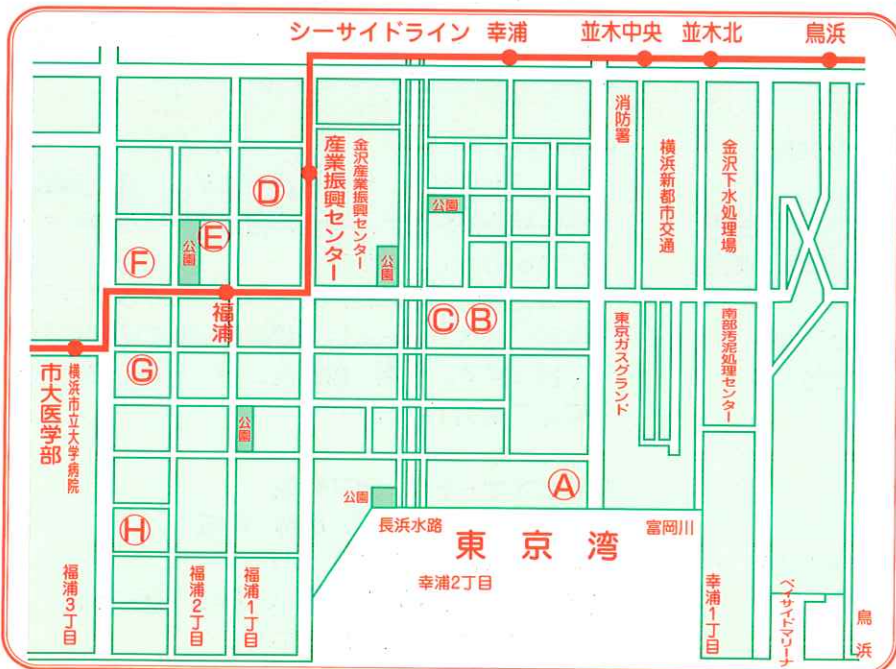 シーサイドライン
幸浦
並木中央
並木北
鳥浜
消防署
横浜新都市交通
金沢下水処理場
金沢産業振興センター
産業振興センター
公園
D
公園
E
F
公園
福浦
C
B
東京ガスグランド
南部汚泥処理センター
G
横浜市立大学病院
市大医学部
公園
A
公園
長浜水路
東京湾
富岡川
H
幸浦2丁目
福浦3丁目
福浦2丁目
福浦1丁目
幸浦1丁目
ベイサイドマリーナ
鳥浜